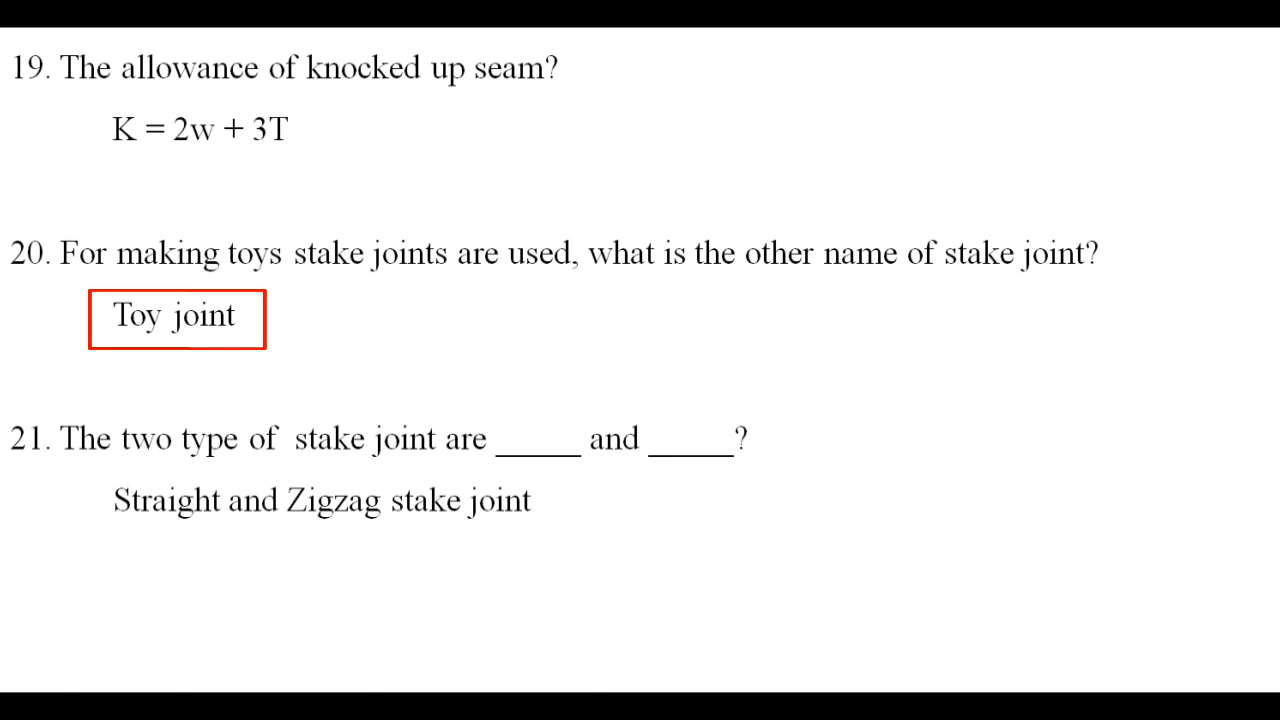 19. The allowance of knocked up seam?
K = 2w + 3T
20. For making toys stake joints are used, what is the other name of stake joint?
Toy joint
21. The two type of stake joint are _____ and _____?
Straight and Zigzag stake joint